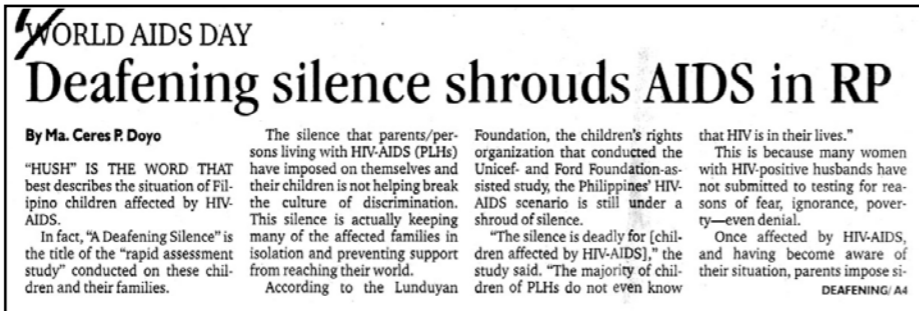 WORLD AIDS DAY
Deafening silence shrouds AIDS in RP
By Ma. Ceres P. Doyo
"HUSH" IS THE WORD THAT
best describes the situation of Fil-
ipino children affected by HIV-
AIDS.
In fact, "A Deafening Silence" is
the title of the "rapid assessment
study" conducted on these chil-
dren and their families.
The silence that parents/per-
sons living with HIV-AIDS (PLHs)
have imposed on themselves and
their children is not helping break
the culture of discrimination.
This silence is actually keeping
many of the affected families in
isolation and preventing support
from reaching their world.
According to the Lunduyan
Foundation, the children's rights
organization that conducted the
Unicef- and Ford Foundation-as-
sisted study, the Philippines' HIV-
AIDS scenario is still under a
shroud of silence.
"The silence is deadly for [chil-
dren affected by HIV-AIDS]," the
study said. "The majority of chil-
dren of PLHs do not even know
that HIV is in their lives."
This is because many women
with HIV-positive husbands have
not submitted to testing for rea-
sons of fear, ignorance, pover-
ty—even denial.
Once affected by HIV-AIDS,
and having become aware of
their situation, parents impose si-
DEAFENING/A4